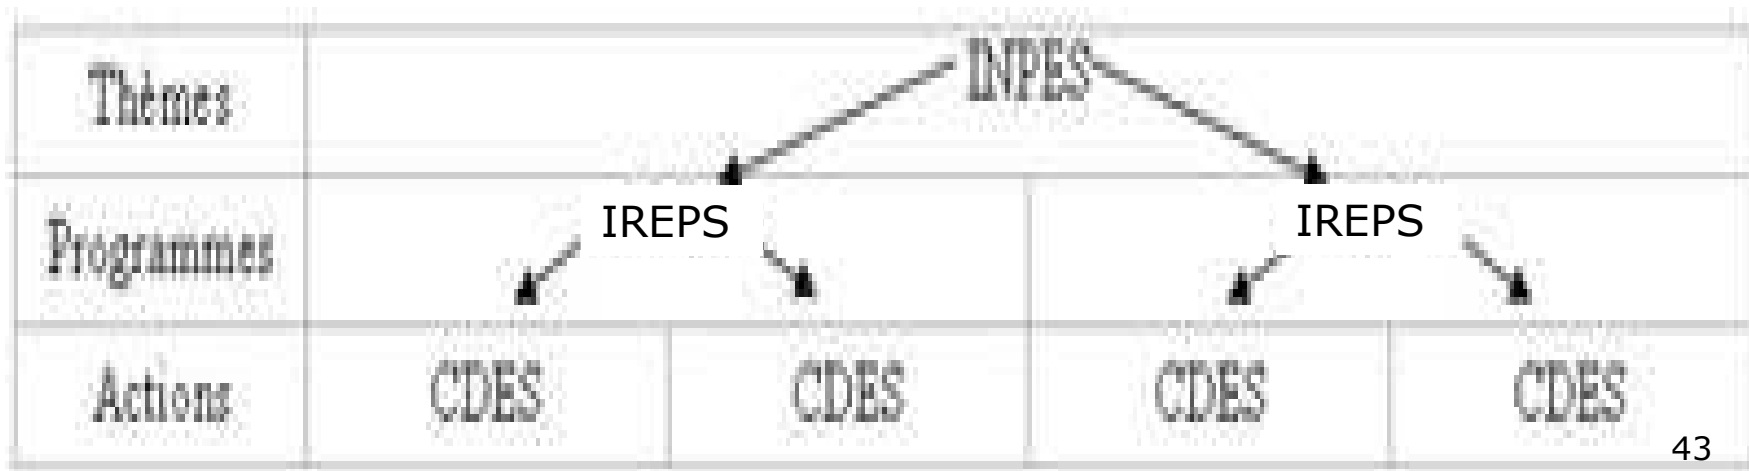 Thèmes INPES
Programmes IREPS IREPS
Actions CDES CDES CDES CDES
43